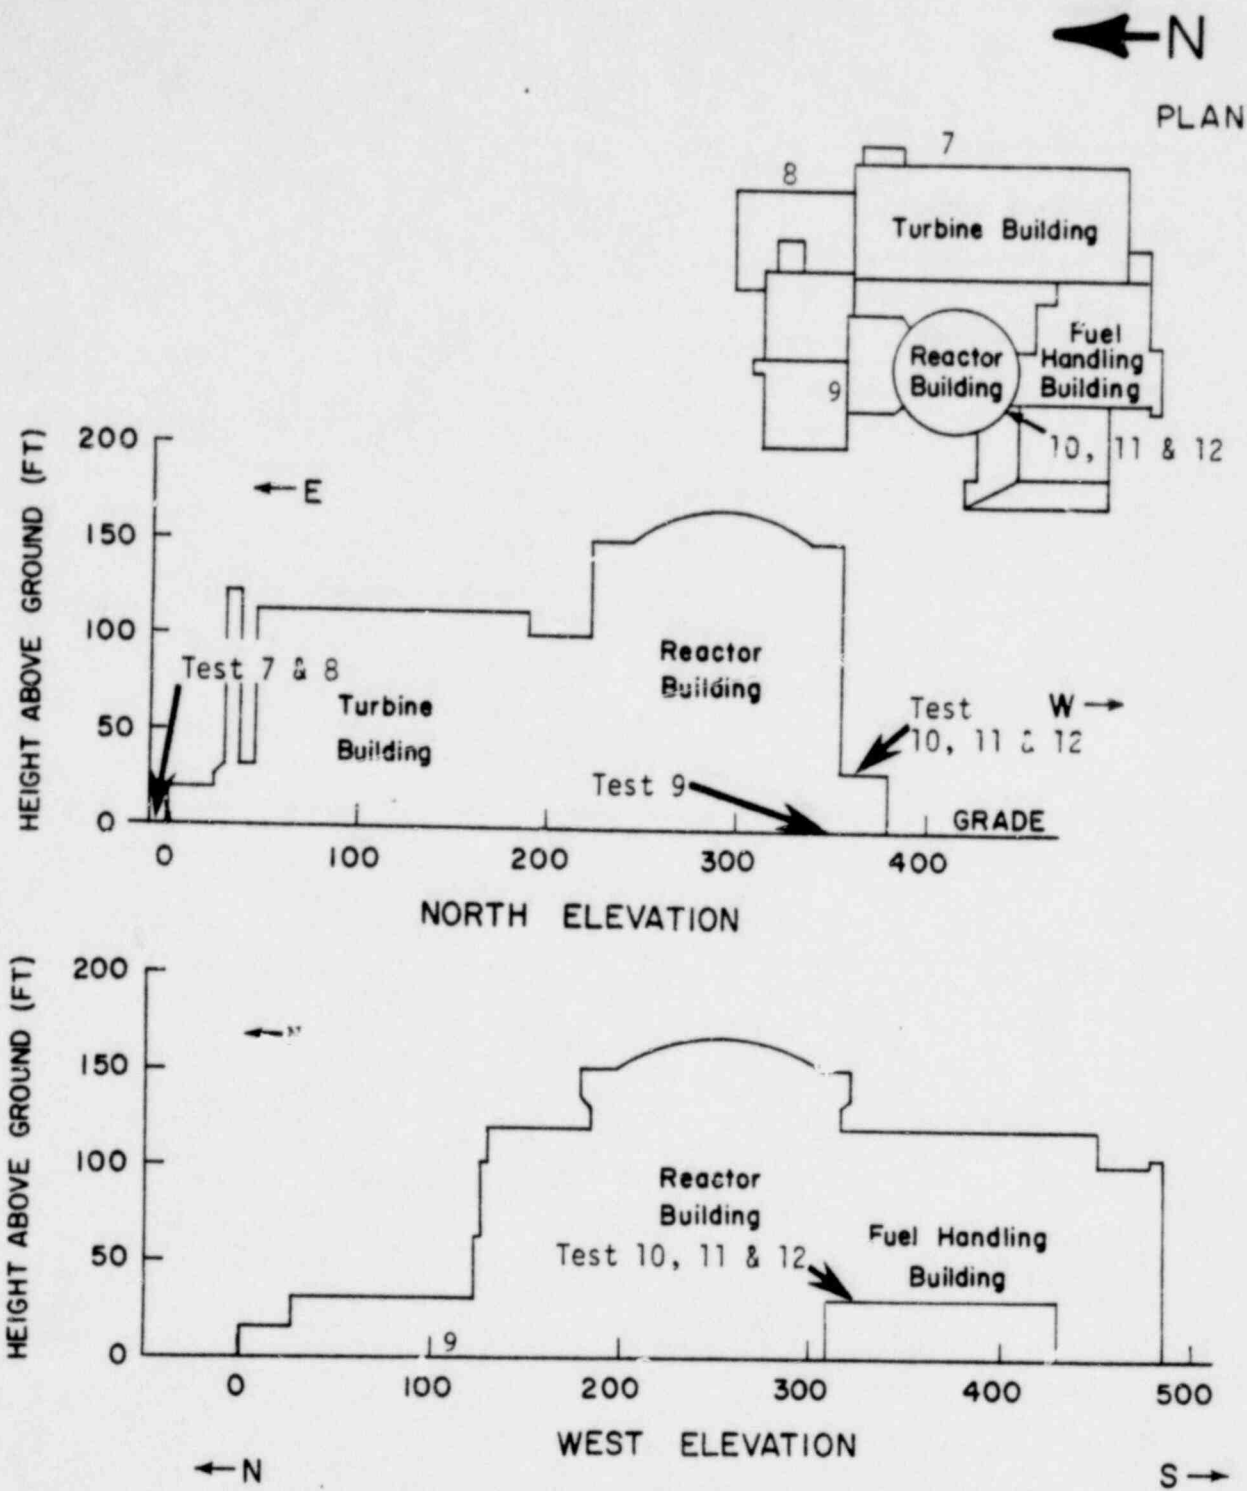 N
PLAN
7
8
Turbine Building
Fuel
Handling
Building
Reactor
Building
9
10, 11 & 12
HEIGHT ABOVE GROUND (FT)
200
150
100
50
0
E
Test 7 & 8
Turbine
Building
Reactor
Building
Test 9
Test
10, 11 & 12
W
GRADE
0 100 200 300 400
NORTH ELEVATION
HEIGHT ABOVE GROUND (FT)
200
150
100
50
0
Reactor
Building
Test 10, 11 & 12
Fuel Handling
Building
9
0 100 200 300 400 500
WEST ELEVATION
N
S